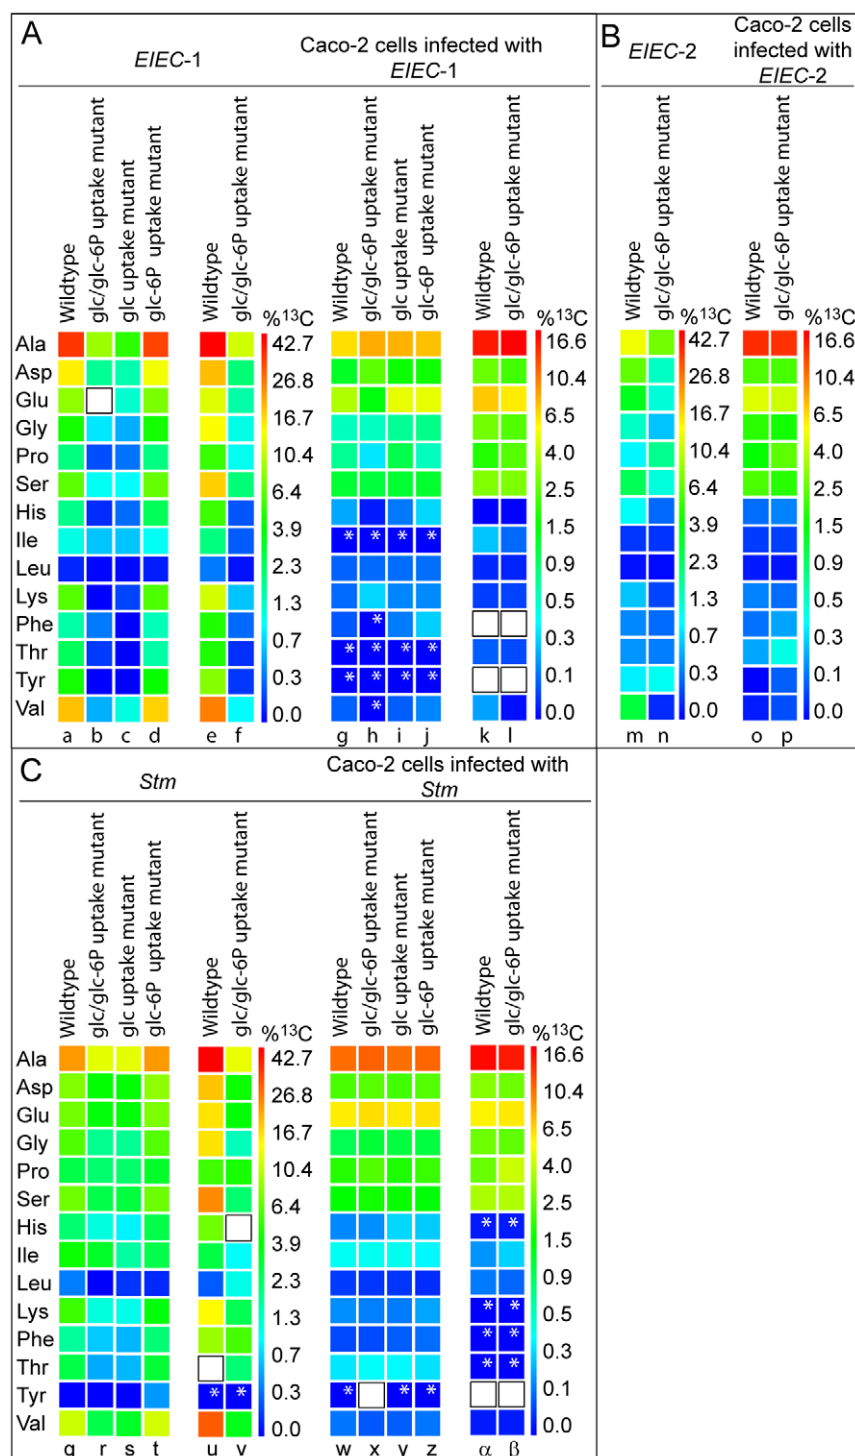 A
EIEC-1
Caco-2 cells infected with
EIEC-1
Wildtype
glc/glc-6P uptake mutant
glc uptake mutant
glc-6P uptake mutant
Wildtype
glc/glc-6P uptake mutant
Wildtype
glc/glc-6P uptake mutant
glc uptake mutant
glc-6P uptake mutant
Wildtype
glc/glc-6P uptake mutant
%13C
%13C
Ala
Asp
Glu
Gly
Pro
Ser
His
Ile
Leu
Lys
Phe
Thr
Tyr
Val
42.7
26.8
16.7
10.4
6.4
3.9
2.3
1.3
0.7
0.3
0.0
16.6
10.4
6.5
4.0
2.5
1.5
0.9
0.5
0.3
0.1
0.0
* * * *
*
* * * *
* * * *
*
a b c d e f g h i j k l
B
EIEC-2
Caco-2 cells
infected with
EIEC-2
Wildtype
glc/glc-6P uptake mutant
Wildtype
glc/glc-6P uptake mutant
%13C
%13C
42.7
26.8
16.7
10.4
6.4
3.9
2.3
1.3
0.7
0.3
0.0
16.6
10.4
6.5
4.0
2.5
1.5
0.9
0.5
0.3
0.1
0.0
m n o p
C
Stm
Caco-2 cells infected with
Stm
Wildtype
glc/glc-6P uptake mutant
glc uptake mutant
glc-6P uptake mutant
Wildtype
glc/glc-6P uptake mutant
Wildtype
glc/glc-6P uptake mutant
glc uptake mutant
glc-6P uptake mutant
Wildtype
glc/glc-6P uptake mutant
%13C
%13C
Ala
Asp
Glu
Gly
Pro
Ser
His
Ile
Leu
Lys
Phe
Thr
Tyr
Val
42.7
26.8
16.7
10.4
6.4
3.9
2.3
1.3
0.7
0.3
0.0
16.6
10.4
6.5
4.0
2.5
1.5
0.9
0.5
0.3
0.1
0.0
* *
* *
* *
* *
* * * * *
q r s t u v w x y z α β